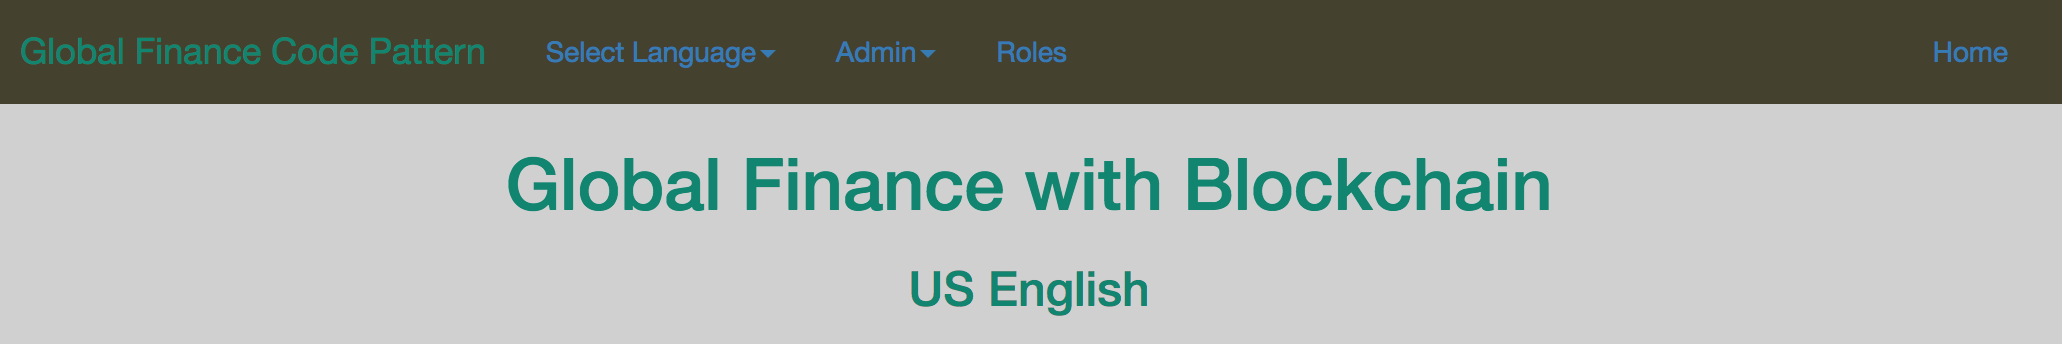 Global Finance Code Pattern Select Language Admin Roles Home
Global Finance with Blockchain
US English